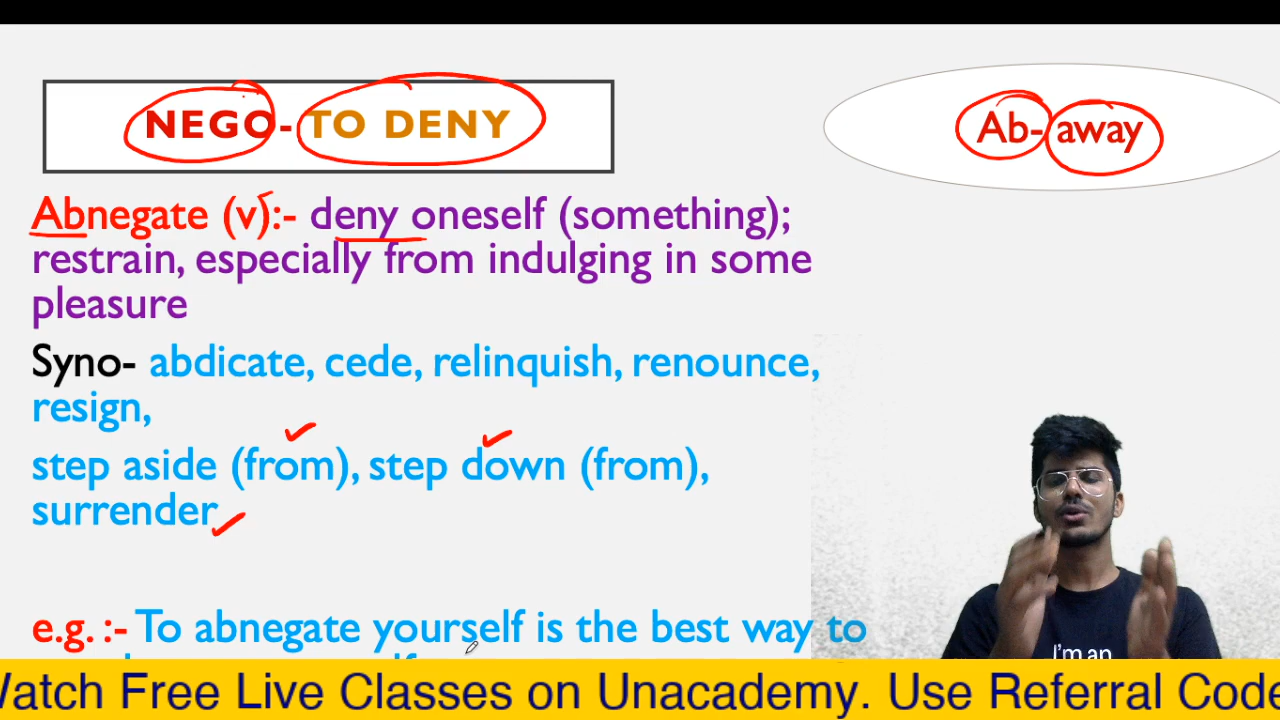 NEGO- TO DENY
Ab- away
Abnegate (v):- deny oneself (something);
restrain, especially from indulging in some
pleasure
Syno- abdicate, cede, relinquish, renounce,
resign,
step aside (from), step down (from),
surrender
e.g. :- To abnegate yourself is the best way to
I'm an
Watch Free Live Classes on Unacademy. Use Referral Code